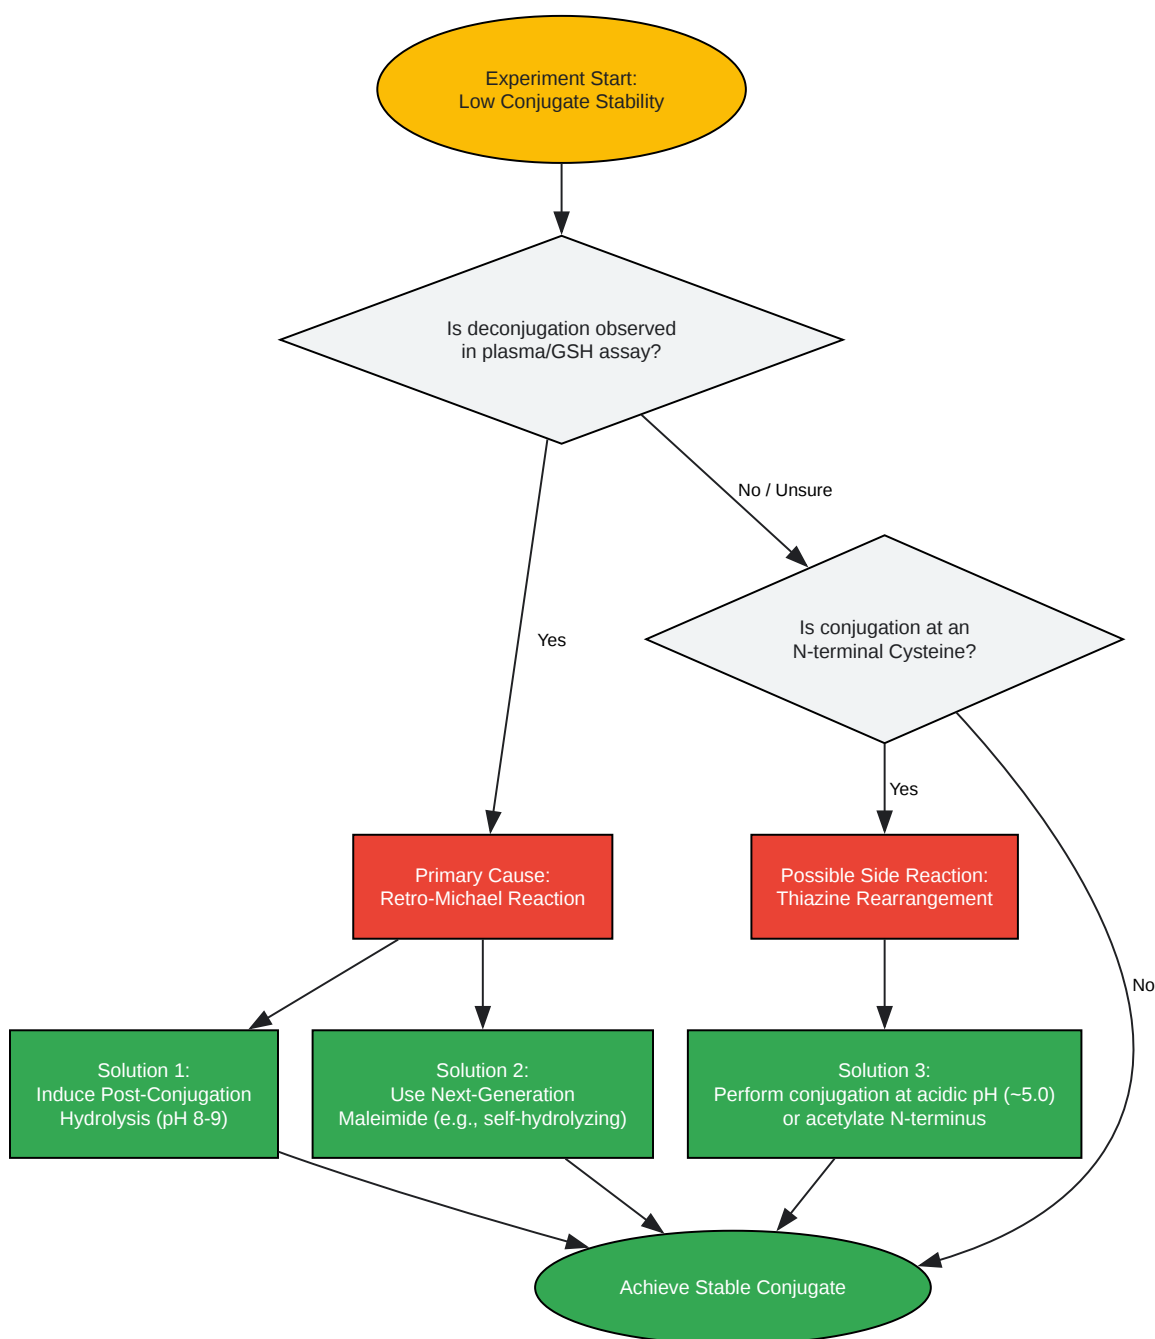 Experiment Start:
Low Conjugate Stability
Is deconjugation observed
in plasma/GSH assay?
No / Unsure
Is conjugation at an
N-terminal Cysteine?
Yes
Yes
Primary Cause:
Retro-Michael Reaction
Possible Side Reaction:
Thiazine Rearrangement
No
Solution 1:
Induce Post-Conjugation
Hydrolysis (pH 8-9)
Solution 2:
Use Next-Generation
Maleimide (e.g., self-hydrolyzing)
Solution 3:
Perform conjugation at acidic pH (~5.0)
or acetylate N-terminus
Achieve Stable Conjugate